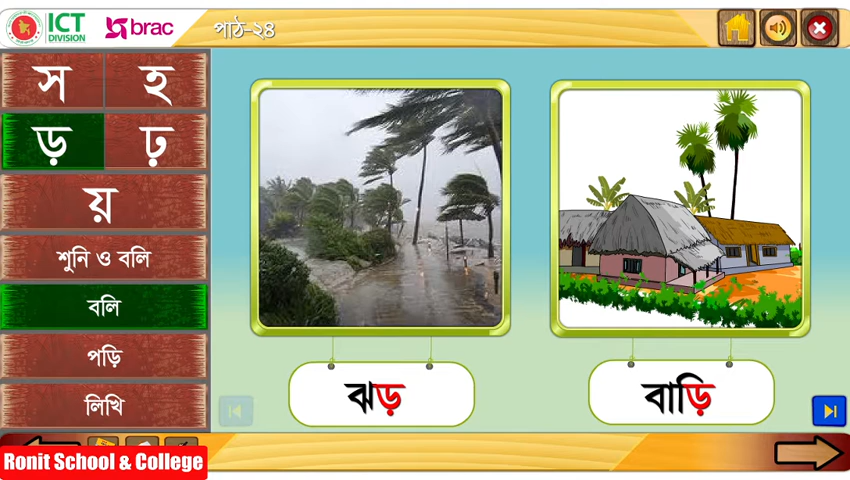 ICT
DIVISION
brac
পাঠ-২৪
স
হ
ড়
ঢ়
য়
শুনি ও বলি
বলি
পড়ি
লিখি
ঝড়
বাড়ি
Ronit School & College